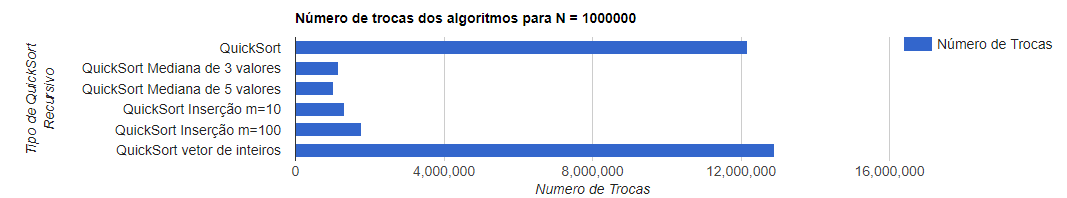 Número de trocas dos algoritmos para N = 1000000
Tipo de QuickSort
Recursivo
QuickSort
QuickSort Mediana de 3 valores
QuickSort Mediana de 5 valores
QuickSort Inserção m=10
QuickSort Inserção m=100
QuickSort vetor de inteiros
0 4,000,000 8,000,000 12,000,000 16,000,000
Numero de Trocas
Número de Trocas